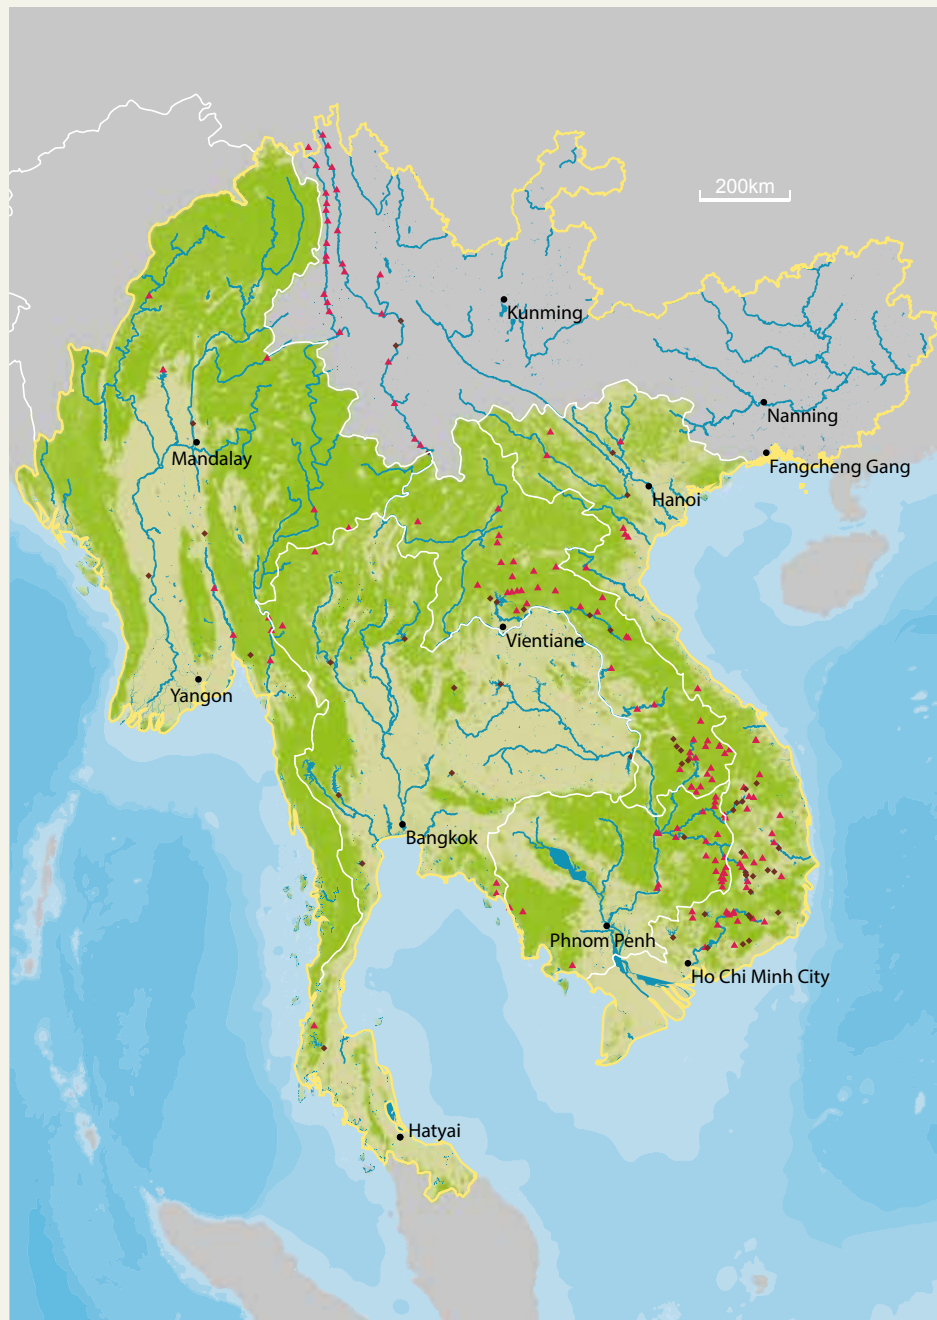 200km
Kunming
Nanning
Mandalay
Fangcheng Gang
Hanoi
Vientiane
Yangon
Bangkok
Phnom Penh
Ho Chi Minh City
Hatyai